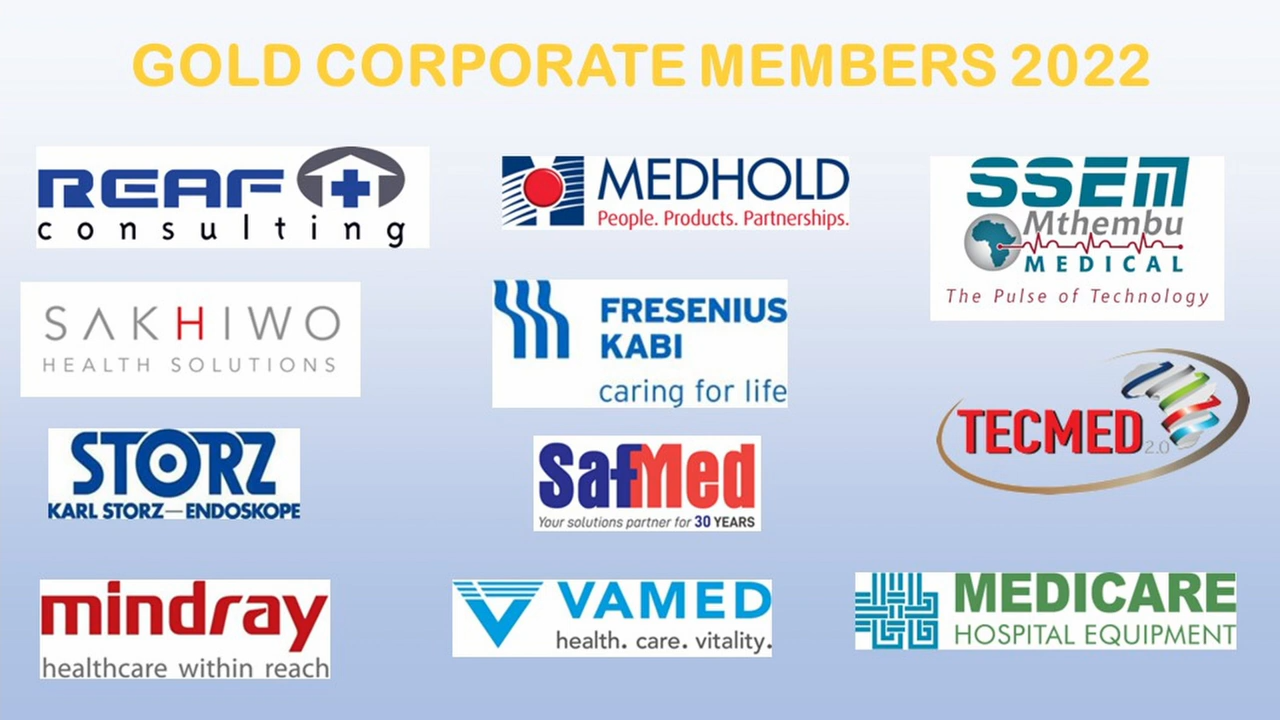 GOLD CORPORATE MEMBERS 2022
REAF
consulting
MEDHOLD
People. Products. Partnerships.
SSEM
Mthembu
MEDICAL
The Pulse of Technology
SAKHIWO
HEALTH SOLUTIONS
FRESENIUS
KABI
caring for life
TECMED 2.0
STORZ
KARL STORZ—ENDOSKOPE
SafMed
Your solutions partner for 30 YEARS
mindray
healthcare within reach
VAMED
health. care. vitality.
MEDICARE
HOSPITAL EQUIPMENT